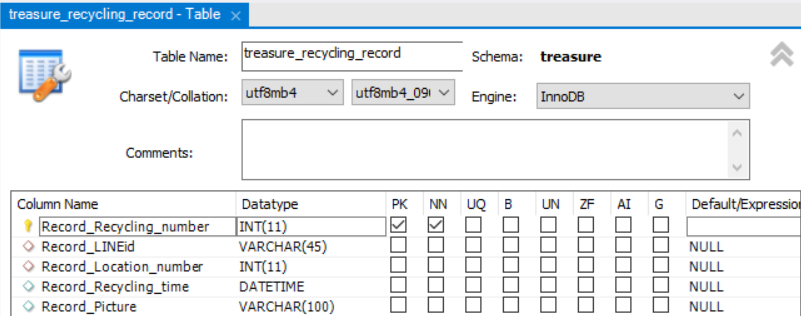 treasure_recycling_record - Table ×
Table Name: treasure_recycling_record Schema: treasure
Charset/Collation: utf8mb4 utf8mb4_090 Engine: InnoDB
Comments:
Column Name Datatype PK NN UQ B UN ZF AI G Default/Expression
Record_Recycling_number INT(11)
Record_LINEid VARCHAR(45) NULL
Record_Location_number INT(11) NULL
Record_Recycling_time DATETIME NULL
Record_Picture VARCHAR(100) NULL